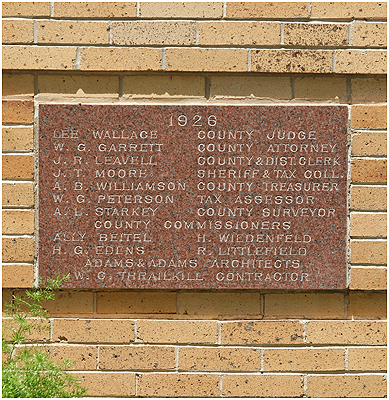 1926
LEE WALLACE COUNTY JUDGE
W. G. GARRETT COUNTY ATTORNEY
J. R. LEAVELL COUNTY & DIST. CLERK
J. T. MOORE SHERIFF & TAX COLL.
A. B. WILLIAMSON COUNTY TREASURER
W. G. PETERSON TAX ASSESSOR
A. L. STARKEY COUNTY SURVEYOR
COUNTY COMMISSIONERS
ALLY BEITEL H. WIEDENFELD
H. G. EDENS R. LITTLEFIELD
ADAMS & ADAMS ARCHITECTS
W. C. THRAILKILL CONTRACTOR